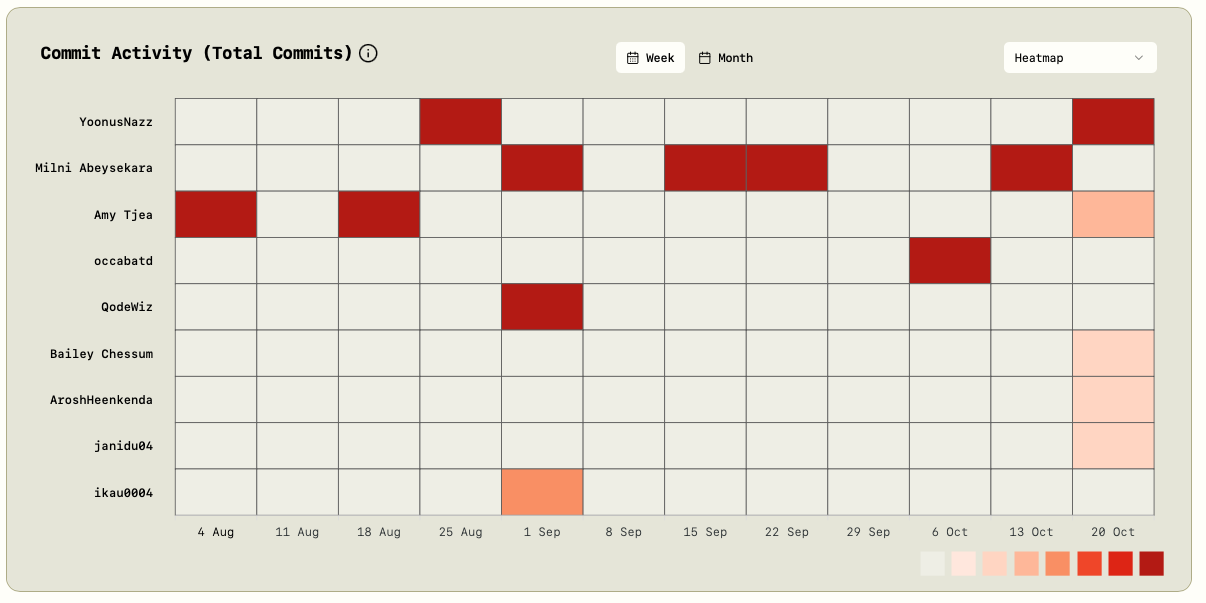 Commit Activity (Total Commits)
Week
Month
Heatmap
YoonusNazz
Milni Abeysekara
Amy Tjea
occabatd
QodeWiz
Bailey Chessum
AroshHeenkenda
janidu04
ikau0004
4 Aug 11 Aug 18 Aug 25 Aug 1 Sep 8 Sep 15 Sep 22 Sep 29 Sep 6 Oct 13 Oct 20 Oct